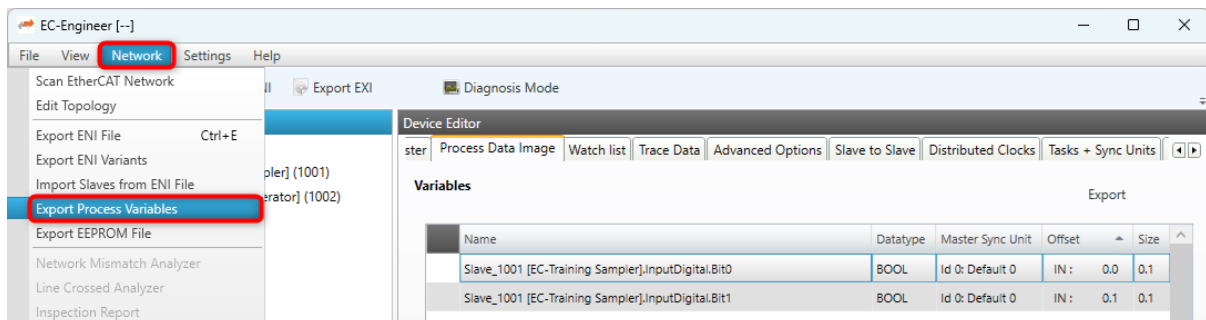 EC-Engineer [--]
File View Network Settings Help
Scan EtherCAT Network
Export EXI
Diagnosis Mode
Edit Topology
Export ENI File Ctrl+E
Export ENI Variants
Import Slaves from ENI File
Export Process Variables
Export EEPROM File
Network Mismatch Analyzer
Line Crossed Analyzer
Inspection Report
pler] (1001)
erator] (1002)
Device Editor
ster Process Data Image Watch list Trace Data Advanced Options Slave to Slave Distributed Clocks Tasks + Sync Units
Variables
Export
Name Datatype Master Sync Unit Offset Size
Slave_1001 [EC-Training Sampler].InputDigital.Bit0 BOOL Id 0: Default 0 IN : 0.0 0.1
Slave_1001 [EC-Training Sampler].InputDigital.Bit1 BOOL Id 0: Default 0 IN : 0.1 0.1